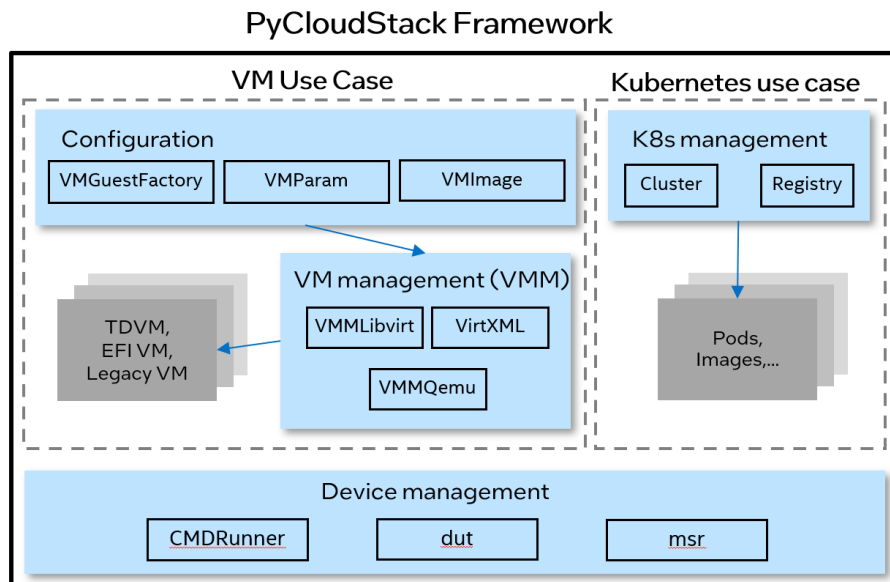 PyCloudStack Framework
VM Use Case
Kubernetes use case
Configuration
VMGuestFactory
VMParam
VMImage
K8s management
Cluster
Registry
VM management (VMM)
VMMLibvirt
VirtXML
VMMQemu
TDVM,
EFI VM,
Legacy VM
Pods,
Images,...
Device management
CMDRunner
dut
msr